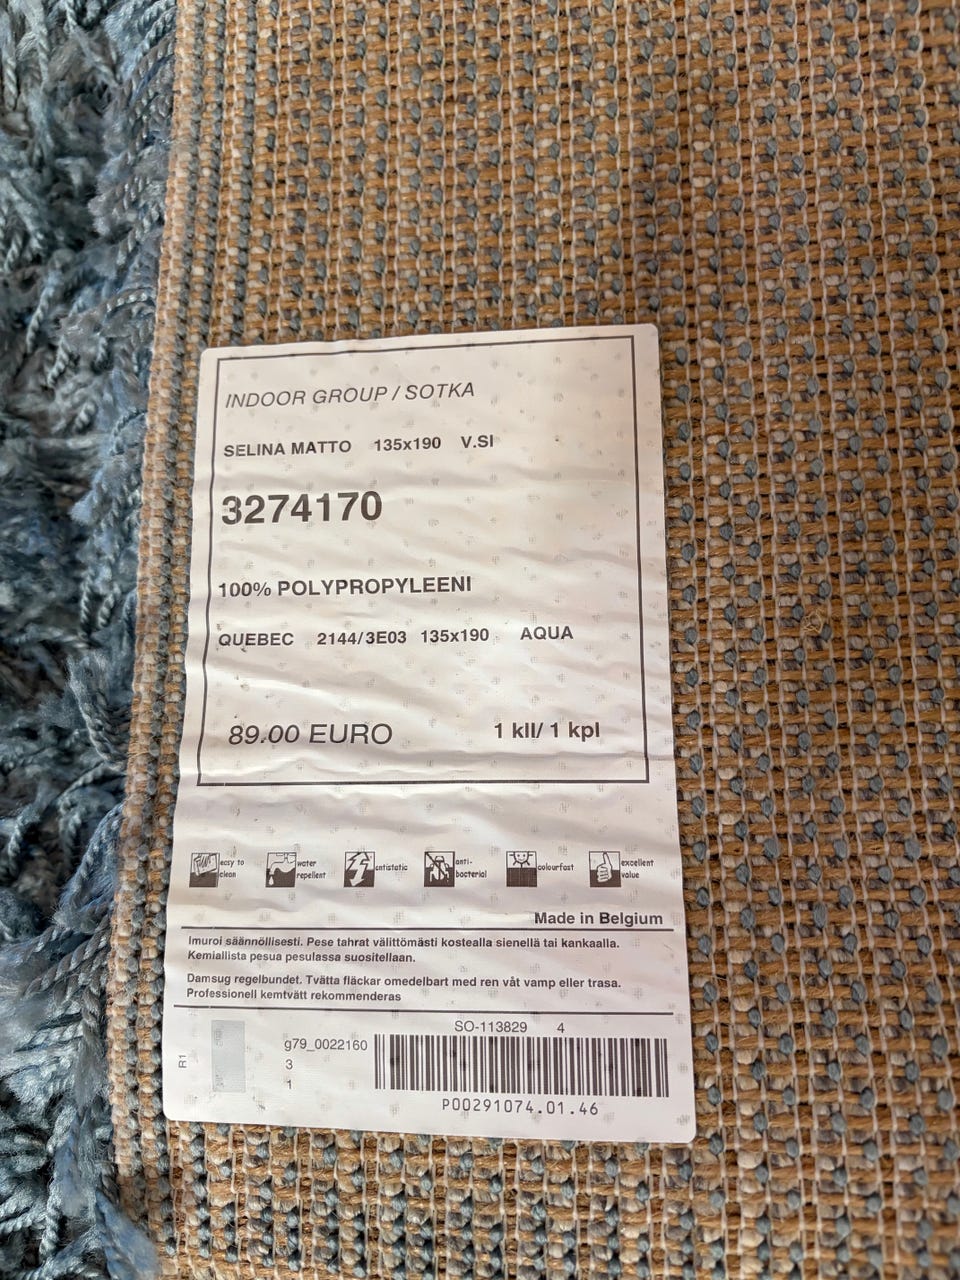 INDOOR GROUP / SOTKA
SELINA MATTO 135x190 V.SI
3274170
100% POLYPROPYLEENI
QUEBEC 2144/3E03 135x190 AQUA
89.00 EURO 1 kll/ 1 kpl
easy to clean
water repellent
antistatic
anti-bacterial
colourfast
excellent value
Made in Belgium
Imuroi säännöllisesti. Pese tahrat välittömästi kostealla sienellä tai kankaalla.
Kemiallista pesua pesulassa suositellaan.
Damsug regelbundet. Tvätta fläckar omedelbart med ren våt vamp eller trasa.
Professionell kemtvätt rekommenderas
SO-113829 4
R1
g79_0022160
3
1
P00291074.01.46